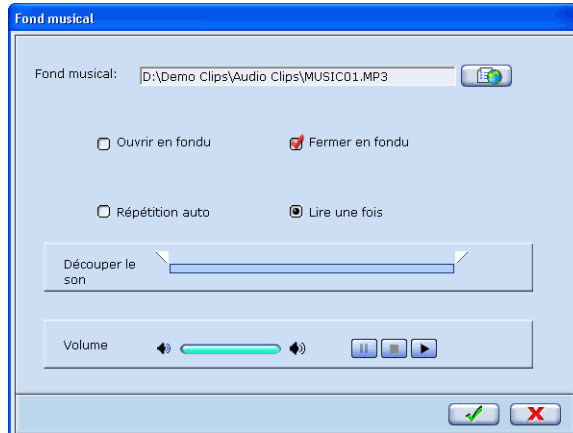 Fond musical
Fond musical: D:\Demo Clips\Audio Clips\MUSIC01.MP3
Ouvrir en fondu Fermer en fondu
Répétition auto Lire une fois
Découper le
son
Volume